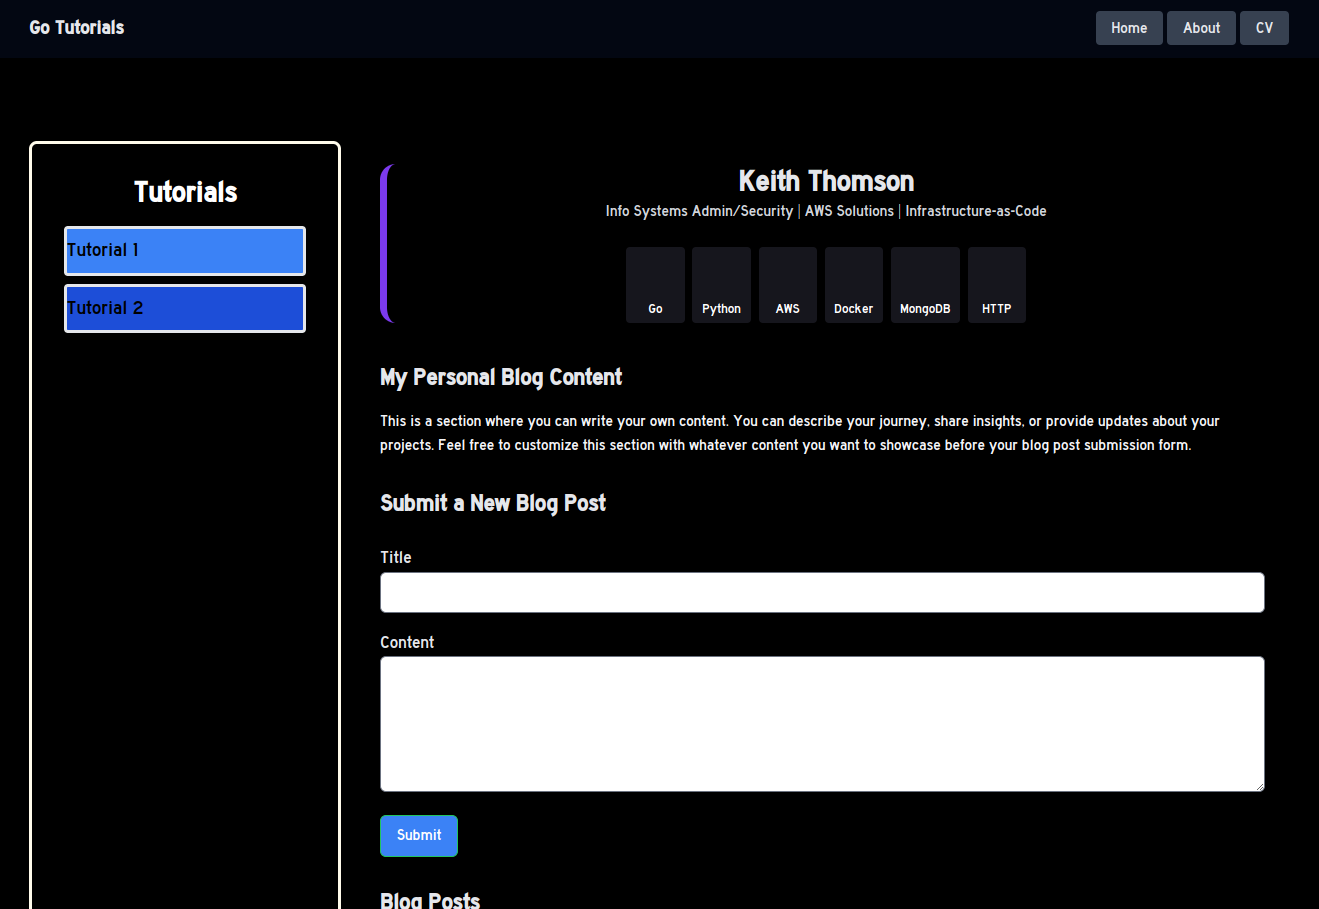 Go Tutorials
Home About CV
Tutorials
Tutorial 1
Tutorial 2
Keith Thomson
Info Systems Admin/Security | AWS Solutions | Infrastructure-as-Code
Go Python AWS Docker MongoDB HTTP
My Personal Blog Content
This is a section where you can write your own content. You can describe your journey, share insights, or provide updates about your
projects. Feel free to customize this section with whatever content you want to showcase before your blog post submission form.
Submit a New Blog Post
Title
Content
Submit
Blog Posts